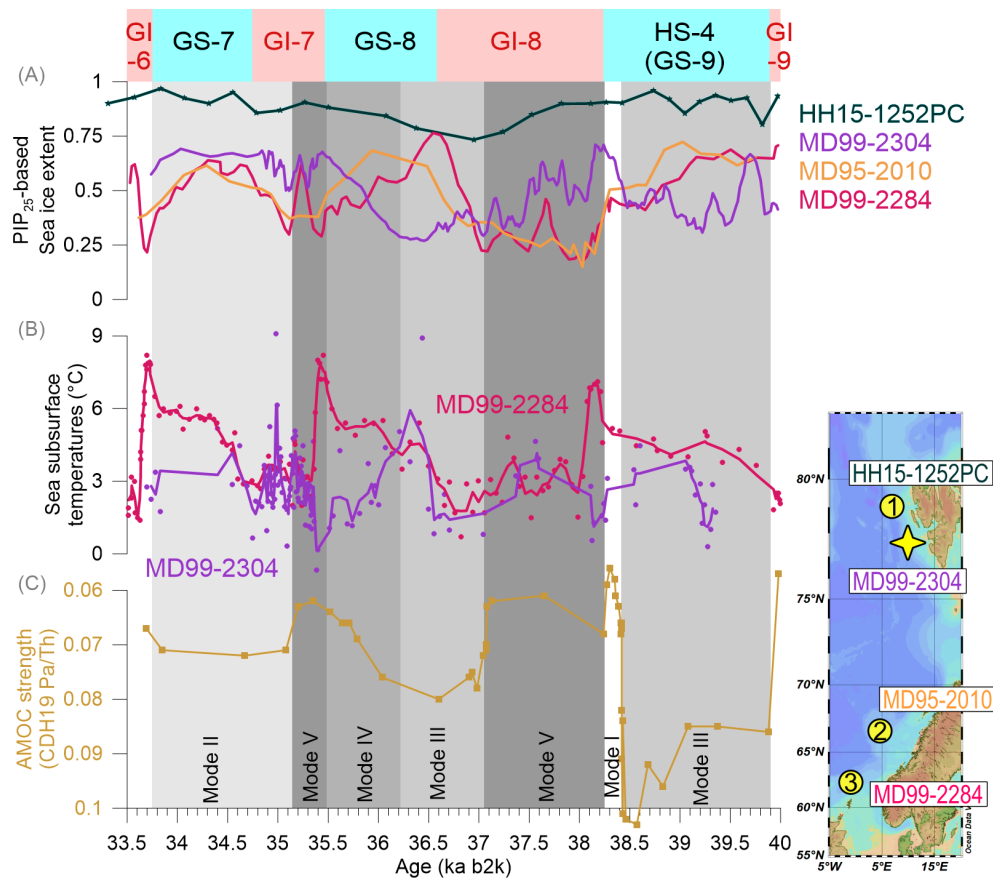 GI
-6
GS-7
GI-7
GS-8
GI-8
HS-4
(GS-9)
GI
-9
(A)
PIP25-based
Sea ice extent
1
0.75
0.5
0.25
0
HH15-1252PC
MD99-2304
MD95-2010
MD99-2284
(B)
Sea subsurface
temperatures (°C)
9
6
3
0
MD99-2284
MD99-2304
(C)
AMOC strength
(CDH19 Pa/Th)
0.06
0.07
0.08
0.09
0.1
Mode II
Mode V
Mode IV
Mode III
Mode V
Mode I
Mode III
33.5 34 34.5 35 35.5 36 36.5 37 37.5 38 38.5 39 39.5 40
Age (ka b2k)
80°N
75°N
70°N
65°N
60°N
55°N
HH15-1252PC
1
MD99-2304
MD95-2010
2
3
MD99-2284
5°W 5°E 15°E
Ocean Data V